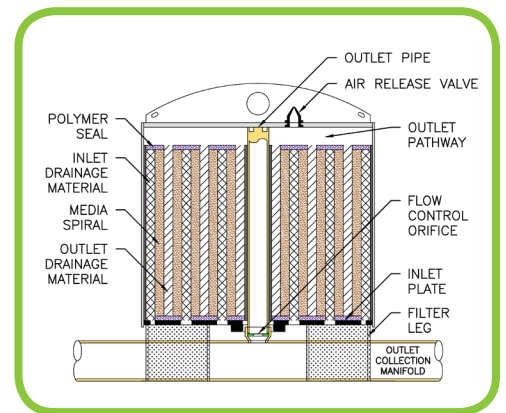 OUTLET PIPE
AIR RELEASE VALVE
POLYMER
SEAL
INLET
DRAINAGE
MATERIAL
MEDIA
SPIRAL
OUTLET
DRAINAGE
MATERIAL
OUTLET
PATHWAY
FLOW
CONTROL
ORIFICE
INLET
PLATE
FILTER
LEG
OUTLET
COLLECTION
MANIFOLD